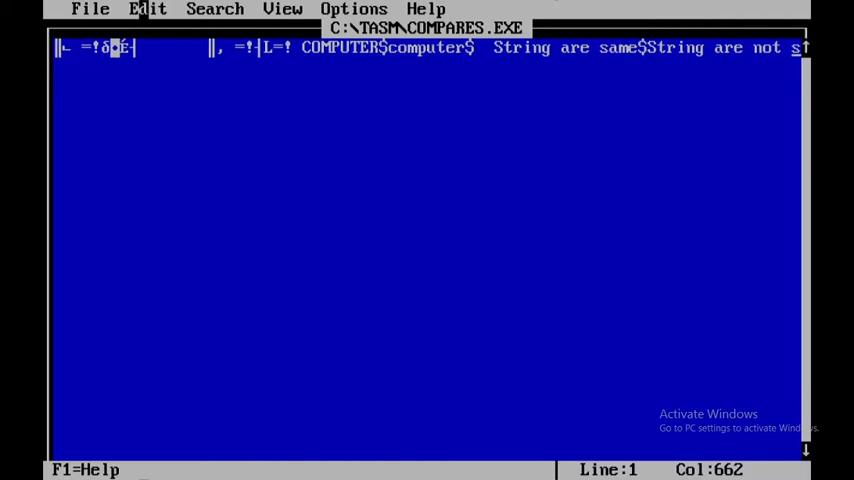 File Edit Search View Options Help
C:\TASM\COMPARES.EXE
COMPUTER$computer$ String are same$String are not s
Activate Windows
Go to PC settings to activate Windows.
F1=Help Line:1 Col:662